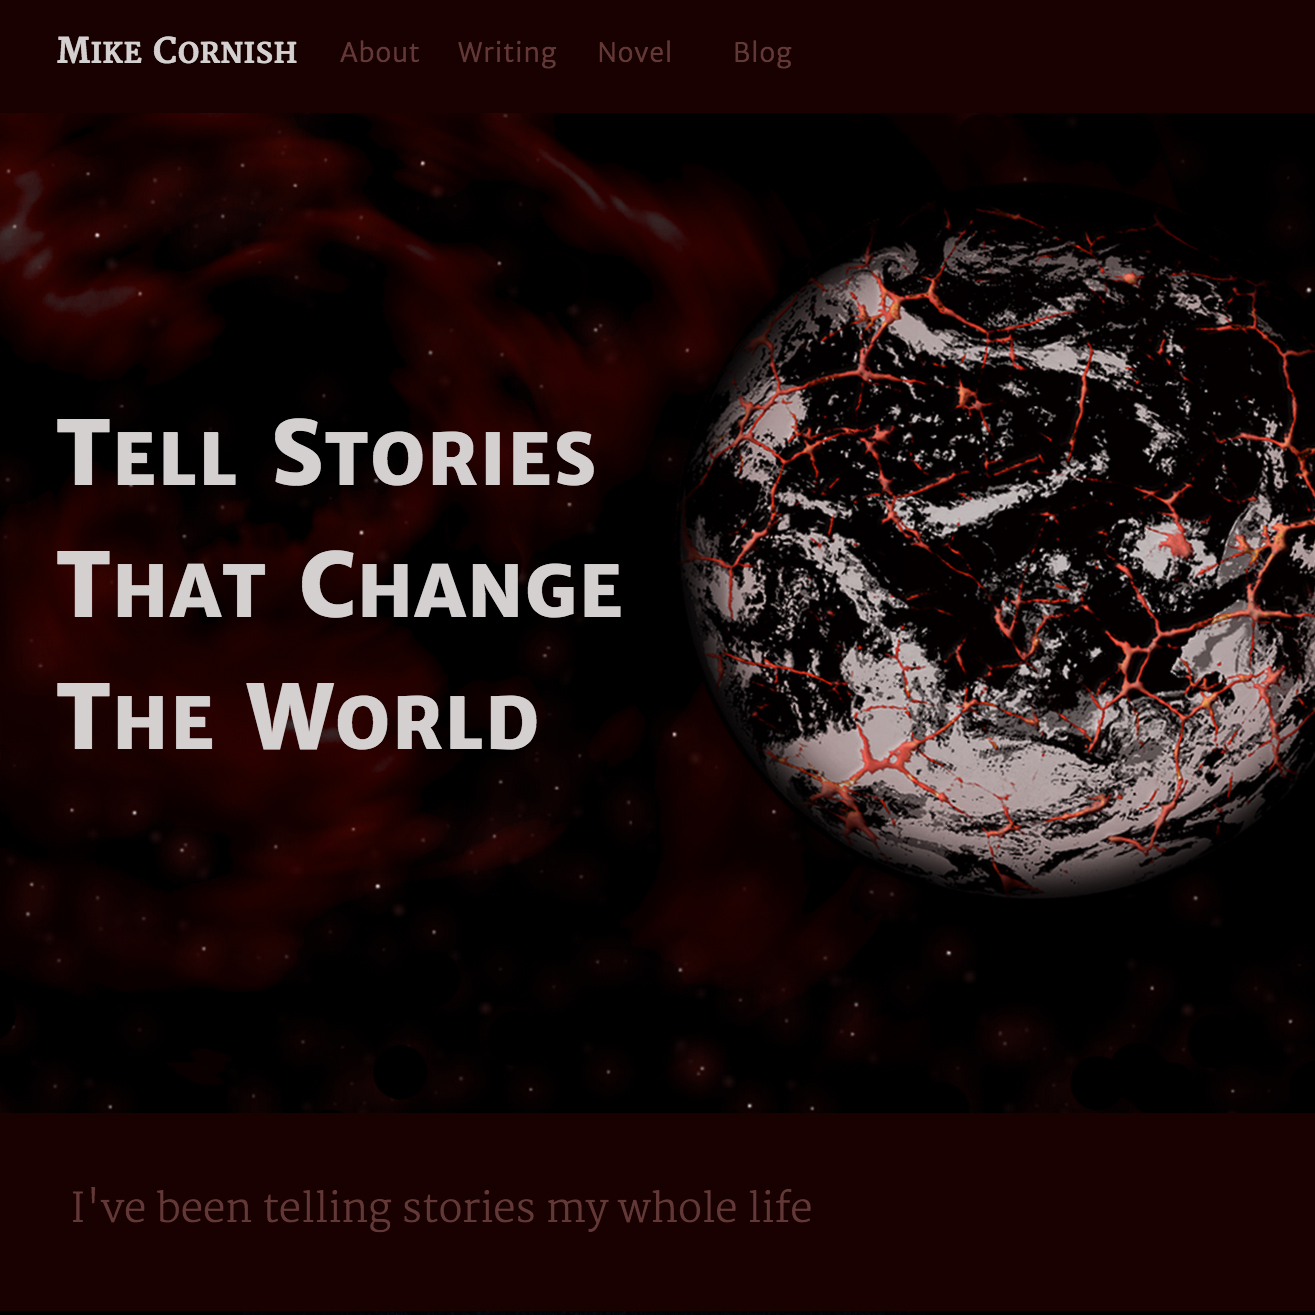 Mike Cornish About Writing Novel Blog
Tell Stories
That Change
The World
I've been telling stories my whole life